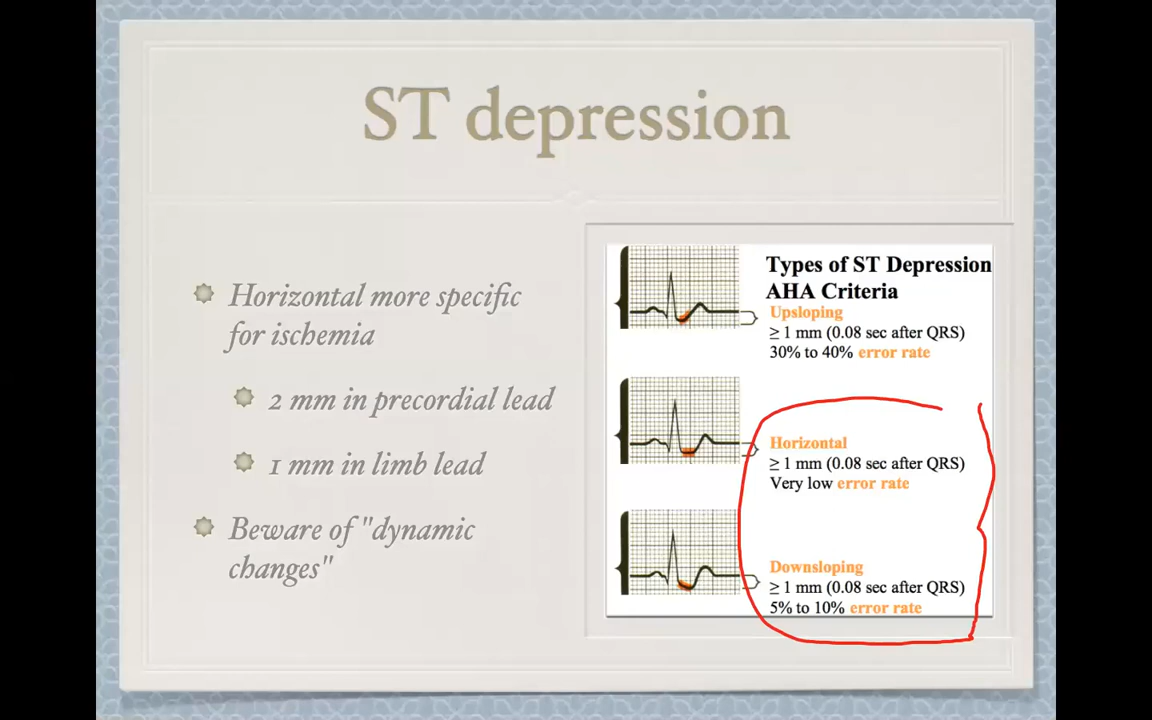 ST depression
Horizontal more specific
for ischemia
2 mm in precordial lead
1 mm in limb lead
Beware of "dynamic
changes"
Types of ST Depression
AHA Criteria
Upsloping
≥ 1 mm (0.08 sec after QRS)
30% to 40% error rate
Horizontal
≥ 1 mm (0.08 sec after QRS)
Very low error rate
Downsloping
≥ 1 mm (0.08 sec after QRS)
5% to 10% error rate